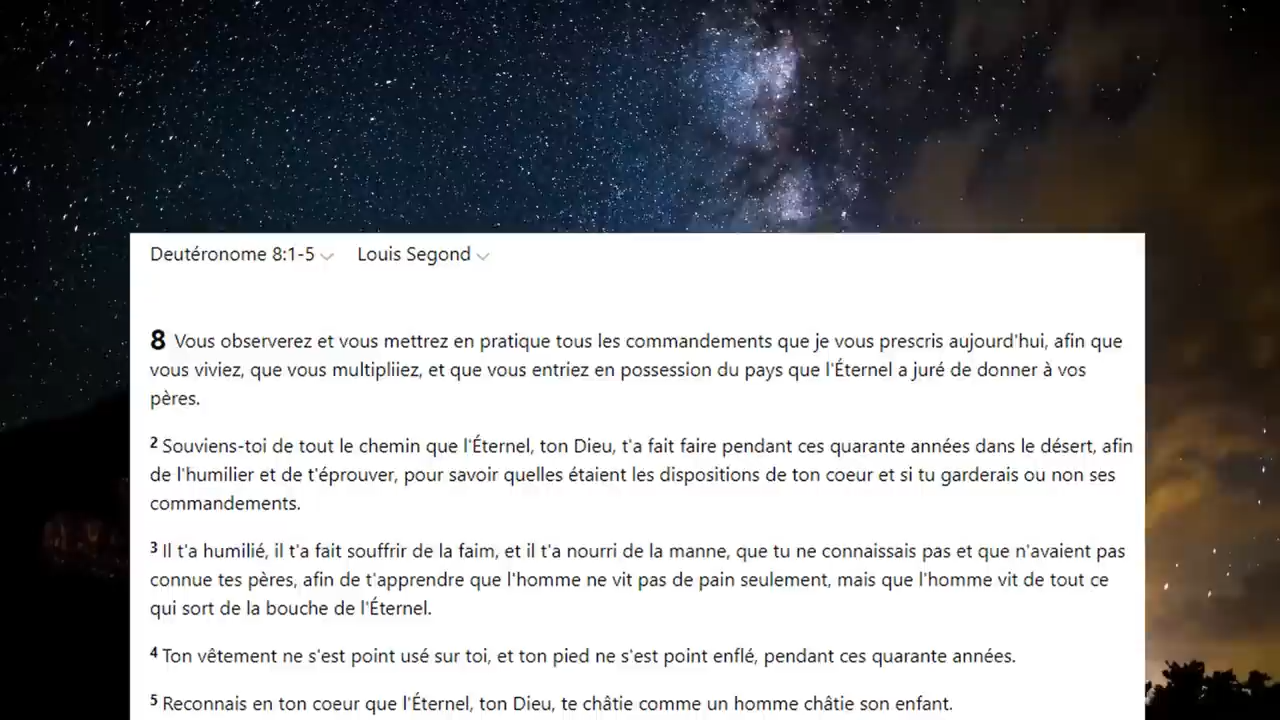 Deutéronome 8:1-5 Louis Segond
8 Vous observerez et vous mettrez en pratique tous les commandements que je vous prescris aujourd'hui, afin que
vous viviez, que vous multipliiez, et que vous entriez en possession du pays que l'Éternel a juré de donner à vos
pères.
2 Souviens-toi de tout le chemin que l'Éternel, ton Dieu, t'a fait faire pendant ces quarante années dans le désert, afin
de l'humilier et de t'éprouver, pour savoir quelles étaient les dispositions de ton coeur et si tu garderais ou non ses
commandements.
3 Il t'a humilié, il t'a fait souffrir de la faim, et il t'a nourri de la manne, que tu ne connaissais pas et que n'avaient pas
connue tes pères, afin de t'apprendre que l'homme ne vit pas de pain seulement, mais que l'homme vit de tout ce
qui sort de la bouche de l'Éternel.
4 Ton vêtement ne s'est point usé sur toi, et ton pied ne s'est point enflé, pendant ces quarante années.
5 Reconnais en ton coeur que l'Éternel, ton Dieu, te châtie comme un homme châtie son enfant.